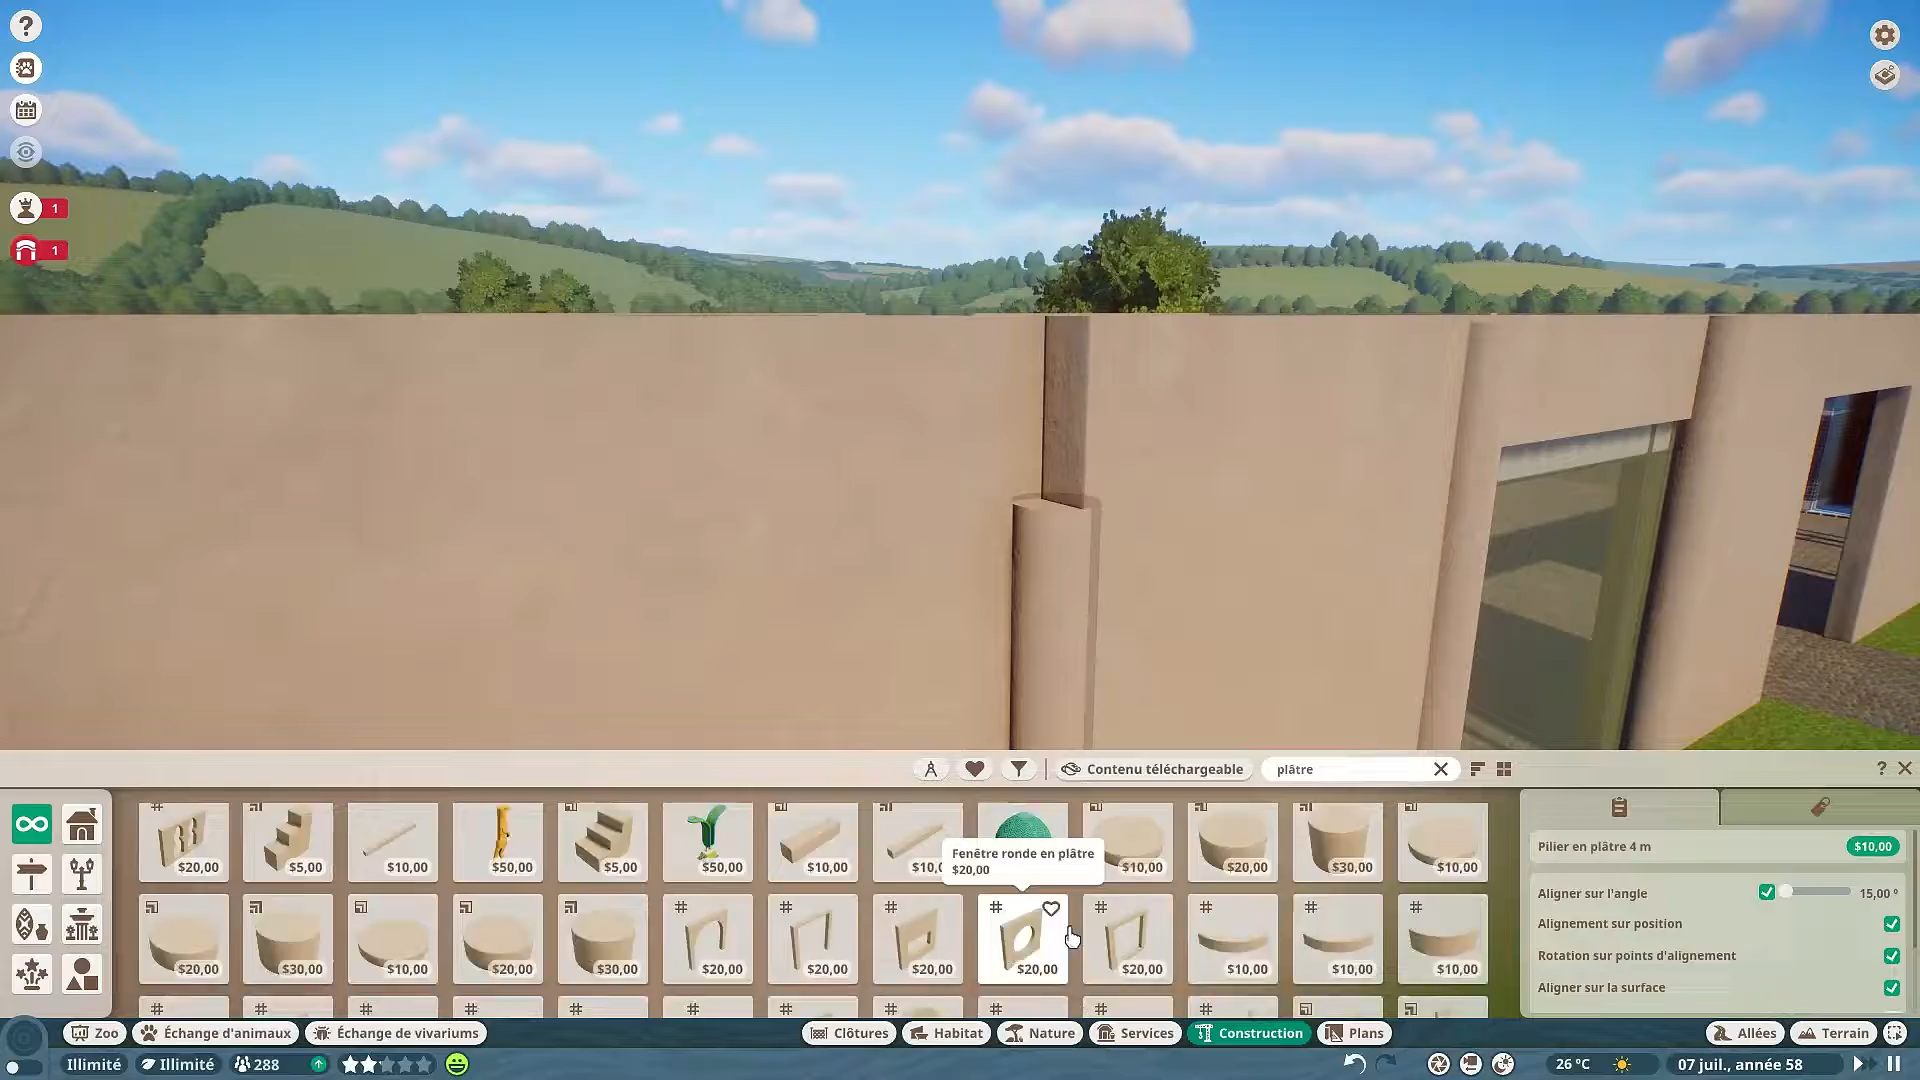 ?
1
1
Contenu téléchargeable
plâtre
?
$20,00
$5,00
$10,00
$50,00
$5,00
$50,00
$10,00
$10,00
$20,00
$30,00
$10,00
Fenêtre ronde en plâtre
$20,00
$20,00
$30,00
$10,00
$20,00
$30,00
$20,00
$20,00
$20,00
$20,00
$20,00
$10,00
$10,00
$10,00
Pilier en plâtre 4 m
$10,00
Aligner sur l'angle
15,00 º
Alignement sur position
Rotation sur points d'alignement
Aligner sur la surface
Zoo
Échange d'animaux
Échange de vivariums
Clôtures
Habitat
Nature
Services
Construction
Plans
Allées
Terrain
Illimité
Illimité
288
26 °C
07 juil., année 58